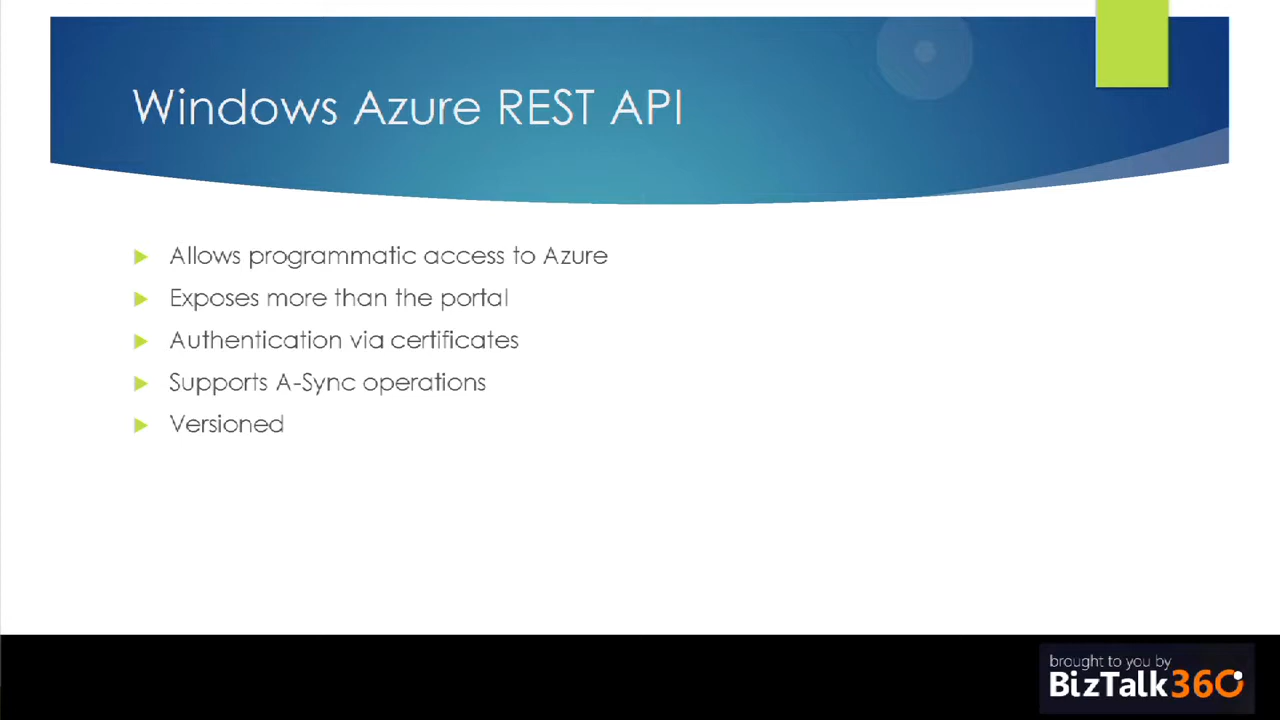 Windows Azure REST API
Allows programmatic access to Azure
Exposes more than the portal
Authentication via certificates
Supports A-Sync operations
Versioned
brought to you by
BizTalk360